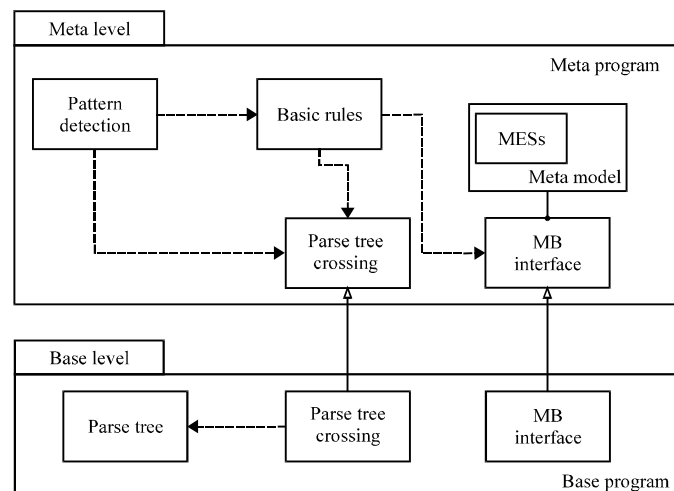 Meta level
Meta program
Pattern
detection
Basic rules
MESs
Meta model
Parse tree
crossing
MB
interface
Base level
Parse tree
Parse tree
crossing
MB
interface
Base program